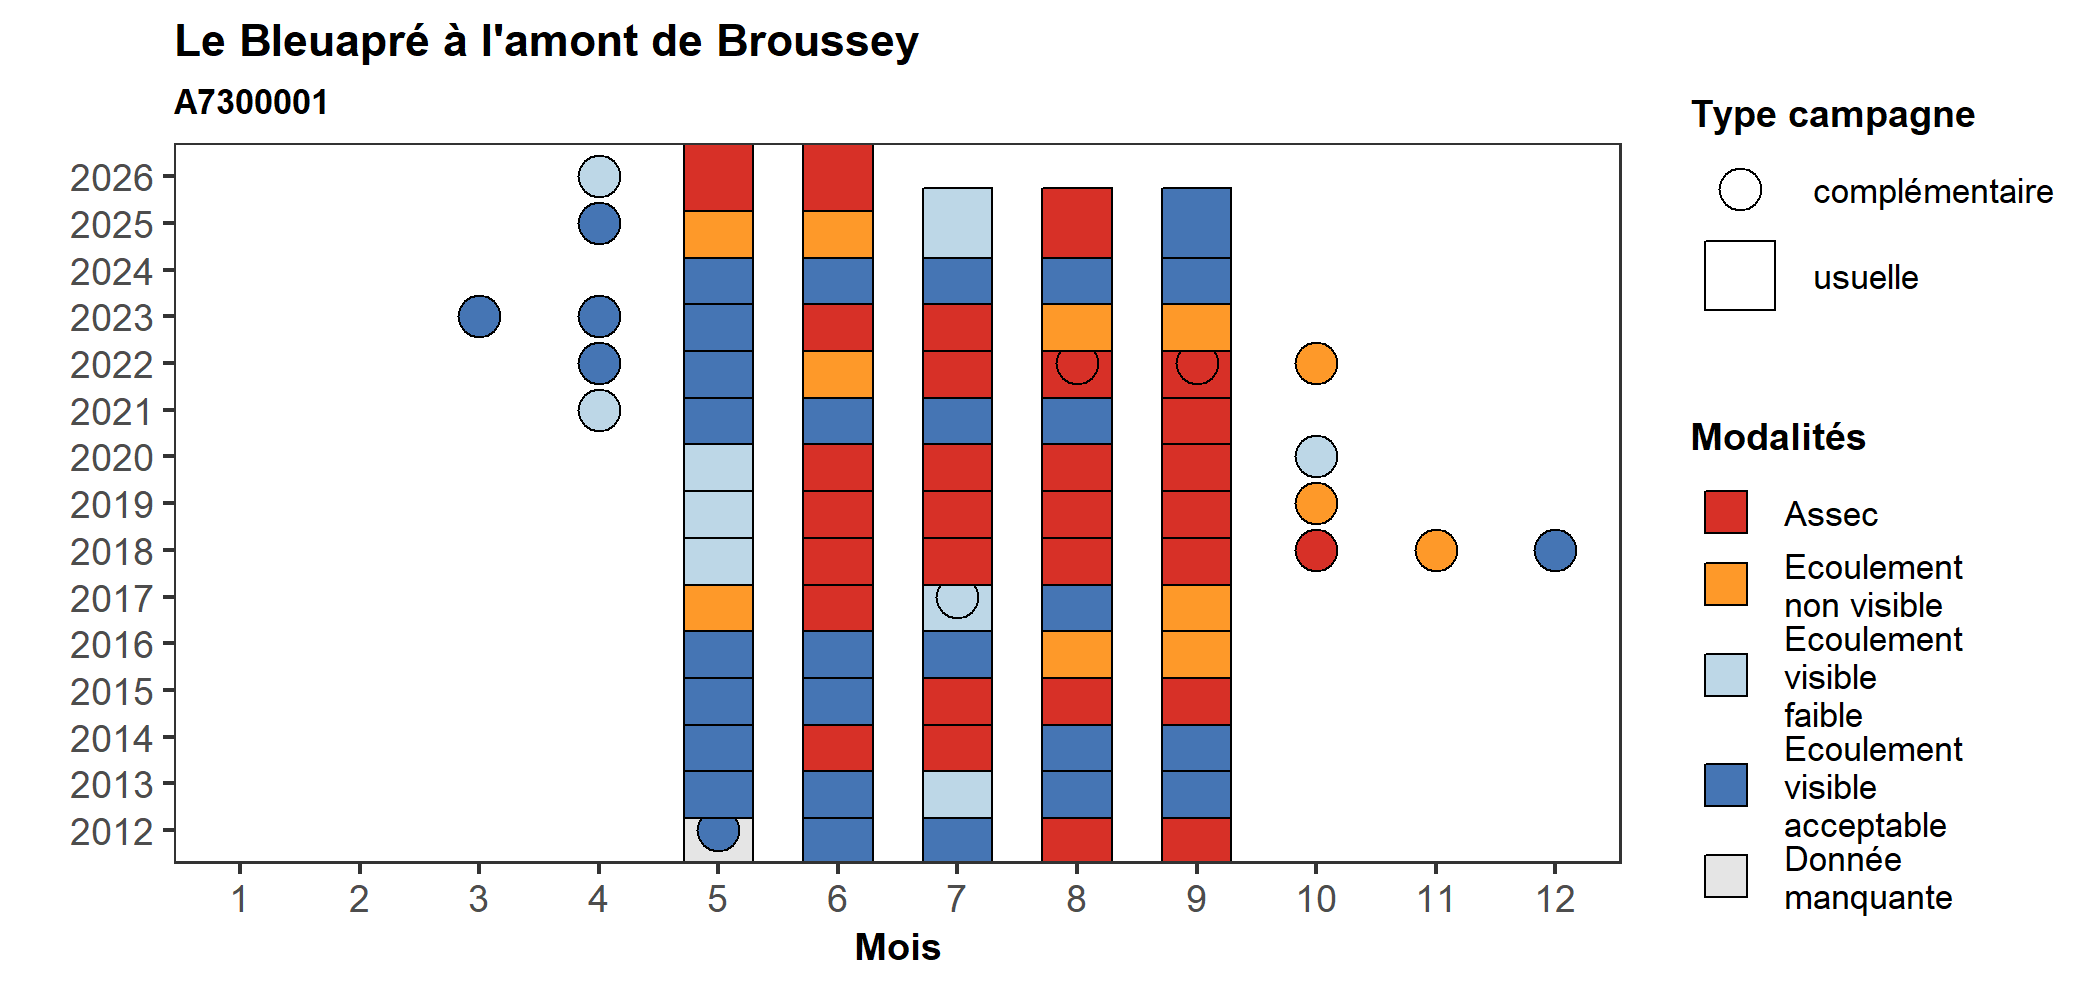 Le Bleuapré à l'amont de Broussey
A7300001
2026
2025
2024
2023
2022
2021
2020
2019
2018
2017
2016
2015
2014
2013
2012
1 2 3 4 5 6 7 8 9 10 11 12
Mois
Type campagne
complémentaire
usuelle
Modalités
Assec
Ecoulement
non visible
Ecoulement
visible
faible
Ecoulement
visible
acceptable
Donnée
manquante